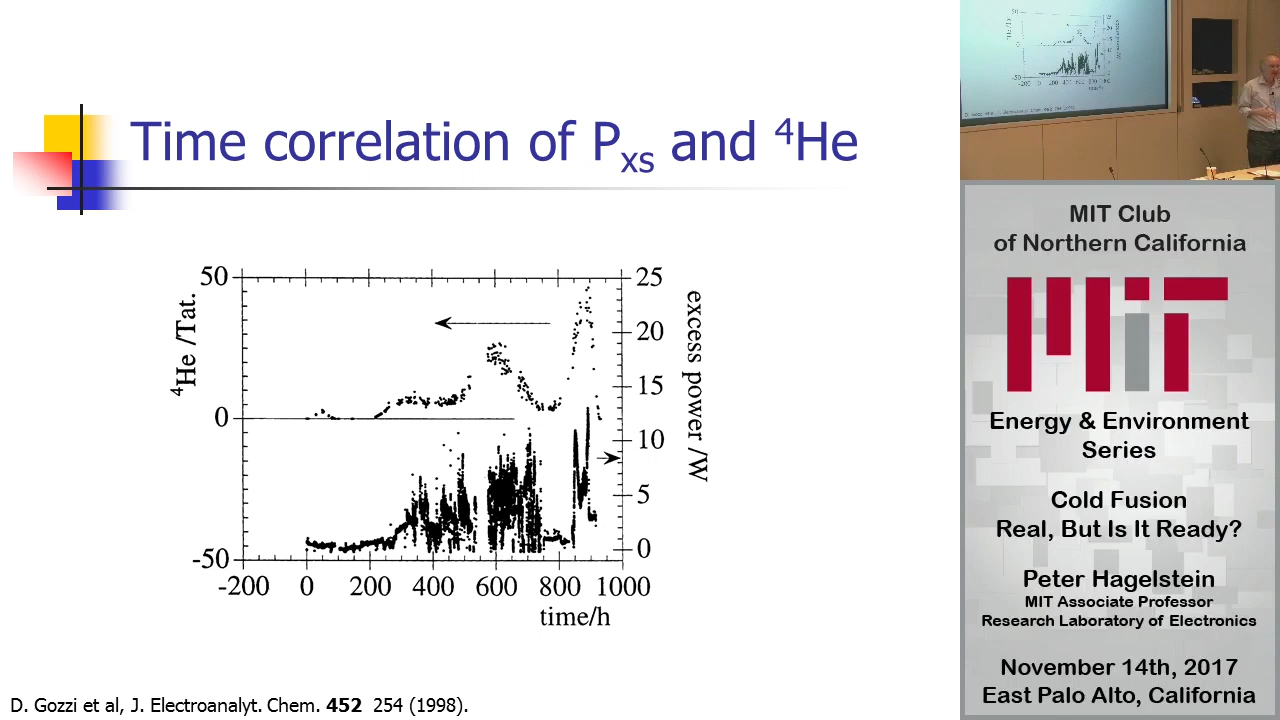 Time correlation of Pxs and 4He
50
0
-50
4He /Tat.
25
20
15
10
5
0
excess power /W
-200 0 200 400 600 800 1000
time/h
D. Gozzi et al, J. Electroanalyt. Chem. 452 254 (1998).
MIT Club
of Northern California
MIT
Energy & Environment
Series
Cold Fusion
Real, But Is It Ready?
Peter Hagelstein
MIT Associate Professor
Research Laboratory of Electronics
November 14th, 2017
East Palo Alto, California